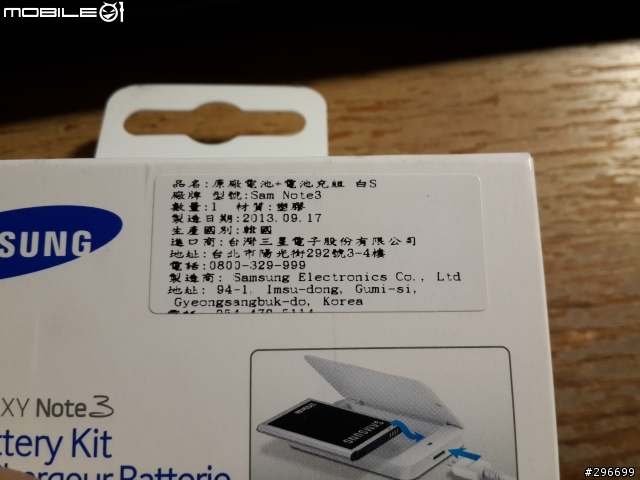 MOBILE01
品名:原廠電池+電池充組 白S
廠牌 型號:Sam Note3
數量:1 材質:塑膠
製造日期:2013.09.17
生產國別:韓國
進口商:台灣三星電子股份有限公司
地址:台北市陽光街292號3-4樓
電話:0800-329-999
製造商: Samsung Electronics Co., Ltd
地址: 94-1, Imsu-dong, Gumi-si,
Gyeongsangbuk-do, Korea
SUNG
XY Note3
ttery Kit
Batterie
SAMSUNG
SAMSUNG
#296699